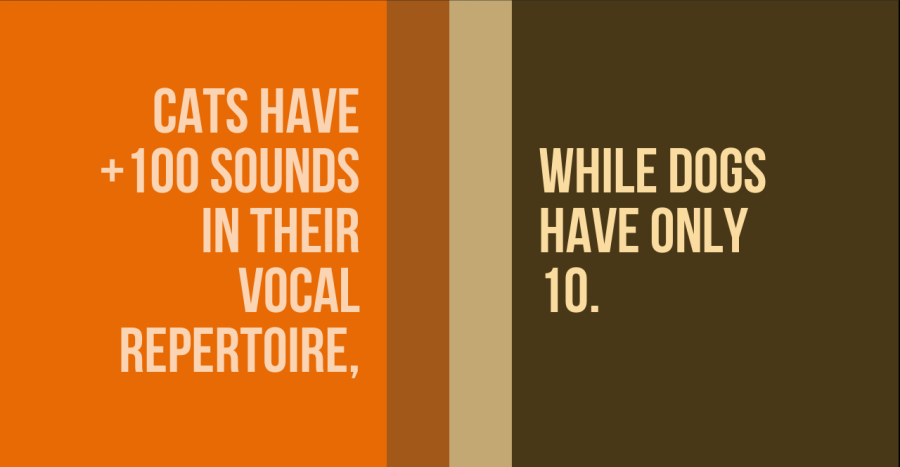 CATS HAVE
+100 SOUNDS
IN THEIR
VOCAL
REPERTOIRE,
WHILE DOGS
HAVE ONLY
10.